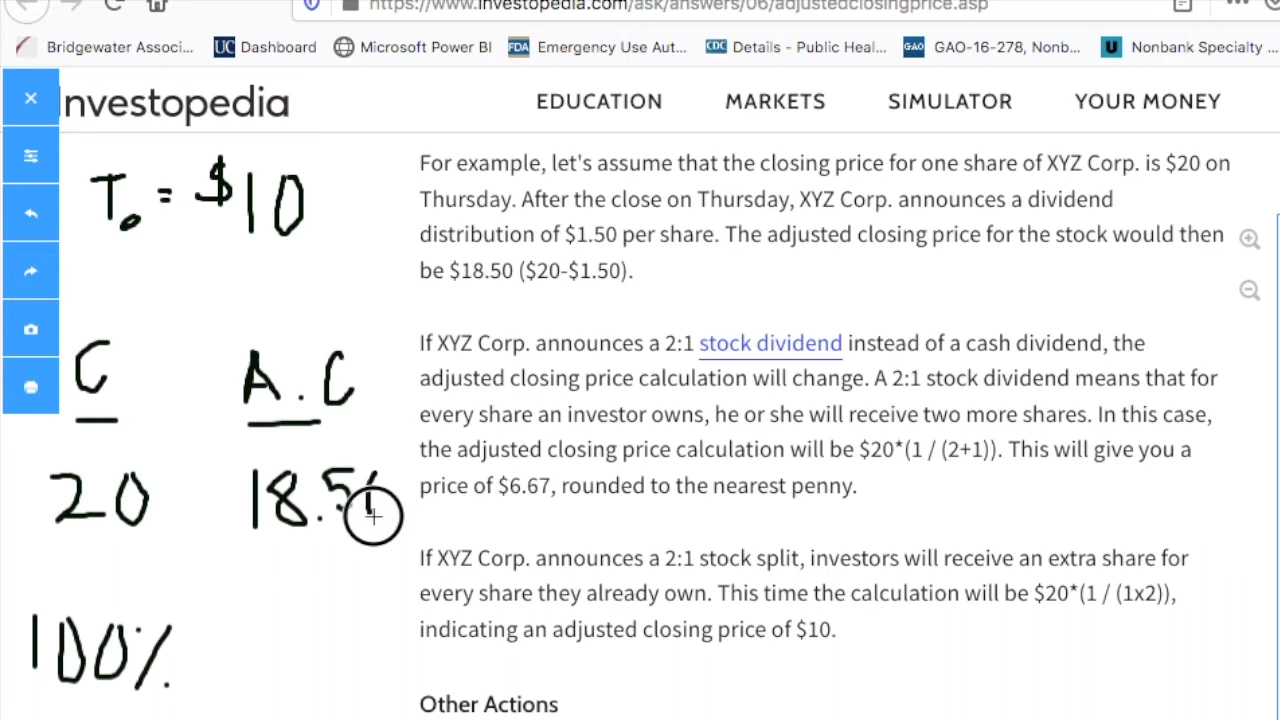 https://www.investopedia.com/ask/answers/06/adjustedclosingprice.asp
Bridgewater Associ... UC Dashboard Microsoft Power BI FDA Emergency Use Aut... CDC Details - Public Heal... GAO GAO-16-278, Nonb... U Nonbank Specialty ...
Investopedia EDUCATION MARKETS SIMULATOR YOUR MONEY
T0 = $10
C A.C
20 18.5
100%
For example, let's assume that the closing price for one share of XYZ Corp. is $20 on
Thursday. After the close on Thursday, XYZ Corp. announces a dividend
distribution of $1.50 per share. The adjusted closing price for the stock would then
be $18.50 ($20-$1.50).
If XYZ Corp. announces a 2:1 stock dividend instead of a cash dividend, the
adjusted closing price calculation will change. A 2:1 stock dividend means that for
every share an investor owns, he or she will receive two more shares. In this case,
the adjusted closing price calculation will be $20*(1 / (2+1)). This will give you a
price of $6.67, rounded to the nearest penny.
If XYZ Corp. announces a 2:1 stock split, investors will receive an extra share for
every share they already own. This time the calculation will be $20*(1 / (1x2)),
indicating an adjusted closing price of $10.
Other Actions